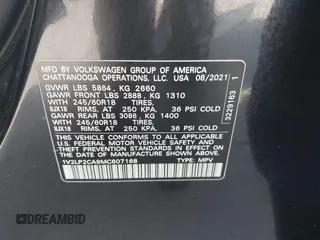 MFD BY VOLKSWAGEN GROUP OF AMERICA
CHATTANOOGA OPERATIONS, LLC. USA 08/2021
GVWR LBS 5864, KG 2660
GAWR FRONT LBS 2888, KG 1310
WITH 245/60R18 TIRES,
8JX18 RIMS, AT 250 KPA, 36 PSI COLD
GAWR REAR LBS 3086, KG 1400
WITH 245/60R18 TIRES,
8JX18 RIMS, AT 250 KPA, 36 PSI COLD
THIS VEHICLE CONFORMS TO ALL APPLICABLE
FEDERAL MOTOR VEHICLE SAFETY AND
THEFT PREVENTION STANDARDS IN EFFECT ON THE
DATE OF MANUFACTURE SHOWN ABOVE.
1V2LP2CA9MC607168 TYPE: MPV
3229163 1
DREAMBID